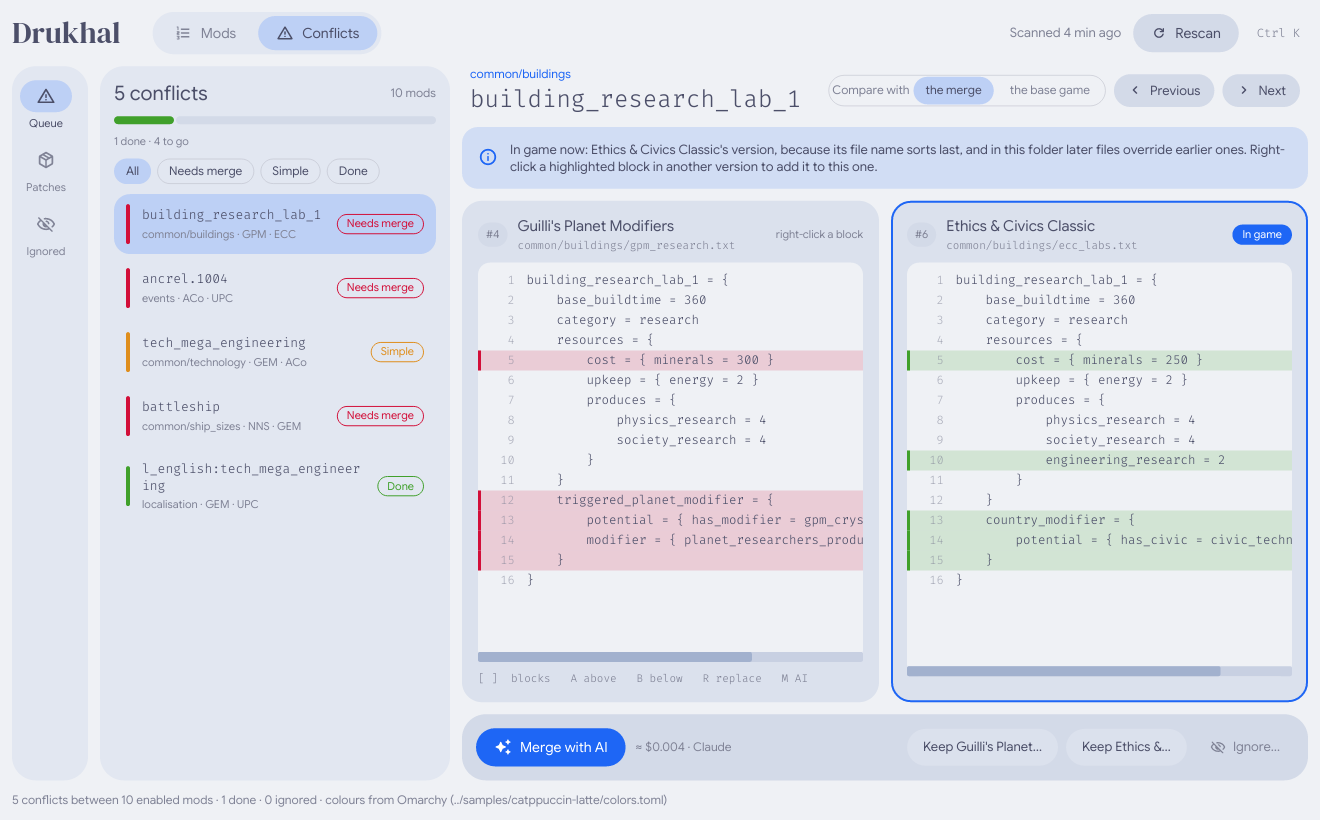 Drukhal
Mods
Conflicts
Scanned 4 min ago
Rescan
Ctrl K
Queue
Patches
Ignored
5 conflicts
10 mods
1 done · 4 to go
All
Needs merge
Simple
Done
building_research_lab_1
common/buildings · GPM · ECC
Needs merge
ancrel.1004
events · ACo · UPC
Needs merge
tech_mega_engineering
common/technology · GEM · ACo
Simple
battleship
common/ship_sizes · NNS · GEM
Needs merge
l_english:tech_mega_engineer
ing
localisation · GEM · UPC
Done
common/buildings
building_research_lab_1
Compare with
the merge
the base game
Previous
Next
In game now: Ethics & Civics Classic's version, because its file name sorts last, and in this folder later files override earlier ones. Right-
click a highlighted block in another version to add it to this one.
#4
Guilli's Planet Modifiers
common/buildings/gpm_research.txt
right-click a block
1 building_research_lab_1 = {
2 base_buildtime = 360
3 category = research
4 resources = {
5 cost = { minerals = 300 }
6 upkeep = { energy = 2 }
7 produces = {
8 physics_research = 4
9 society_research = 4
10 }
11 }
12 triggered_planet_modifier = {
13 potential = { has_modifier = gpm_crys
14 modifier = { planet_researchers_produ
15 }
16 }
[ ] blocks A above B below R replace M AI
#6
Ethics & Civics Classic
common/buildings/ecc_labs.txt
In game
1 building_research_lab_1 = {
2 base_buildtime = 360
3 category = research
4 resources = {
5 cost = { minerals = 250 }
6 upkeep = { energy = 2 }
7 produces = {
8 physics_research = 4
9 society_research = 4
10 engineering_research = 2
11 }
12 }
13 country_modifier = {
14 potential = { has_civic = civic_techn
15 }
16 }
Merge with AI
≈ $0.004 · Claude
Keep Guilli's Planet...
Keep Ethics &...
Ignore...
5 conflicts between 10 enabled mods · 1 done · 0 ignored · colours from Omarchy (../samples/catppuccin-latte/colors.toml)